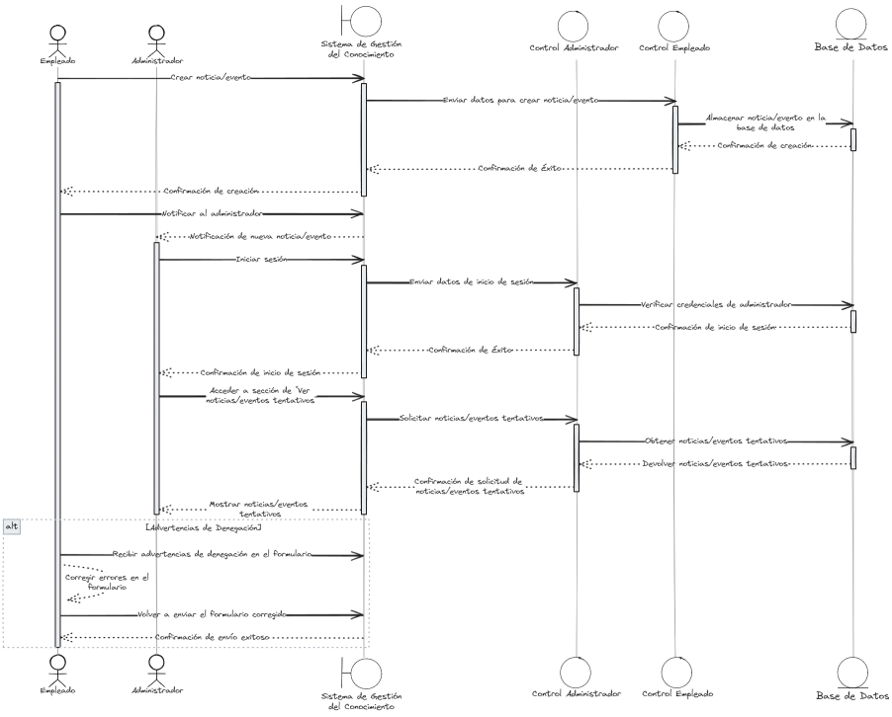 Empleado
Administrador
Sistema de Gestión
del Conocimiento
Control Administrador
Control Empleado
Base de Datos
Crear noticia/evento
Enviar datos para crear noticia/evento
Almacenar noticia/evento en la
base de datos
Confirmación de creación
Confirmación de Éxito
Confirmación de creación
Notificar al administrador
Notificación de nueva noticia/evento
Iniciar sesión
Enviar datos de inicio de sesión
Verificar credenciales de administrador
Confirmación de inicio de sesión
Confirmación de Éxito
Confirmación de inicio de sesión
Acceder a sección de "Ver
noticias/eventos tentativos
Solicitar noticias/eventos tentativos
Obtener noticias/eventos tentativos
Devolver noticias/eventos tentativos
Confirmación de solicitud de
noticias/eventos tentativos
Mostrar noticias/eventos
tentativos
alt
[Advertencias de Denegación]
Recibir advertencias de denegación en el formulario
Corregir errores en el
formulario
Volver a enviar el formulario corregido
Confirmación de envío exitoso
Empleado
Administrador
Sistema de Gestión
del Conocimiento
Control Administrador
Control Empleado
Base de Datos